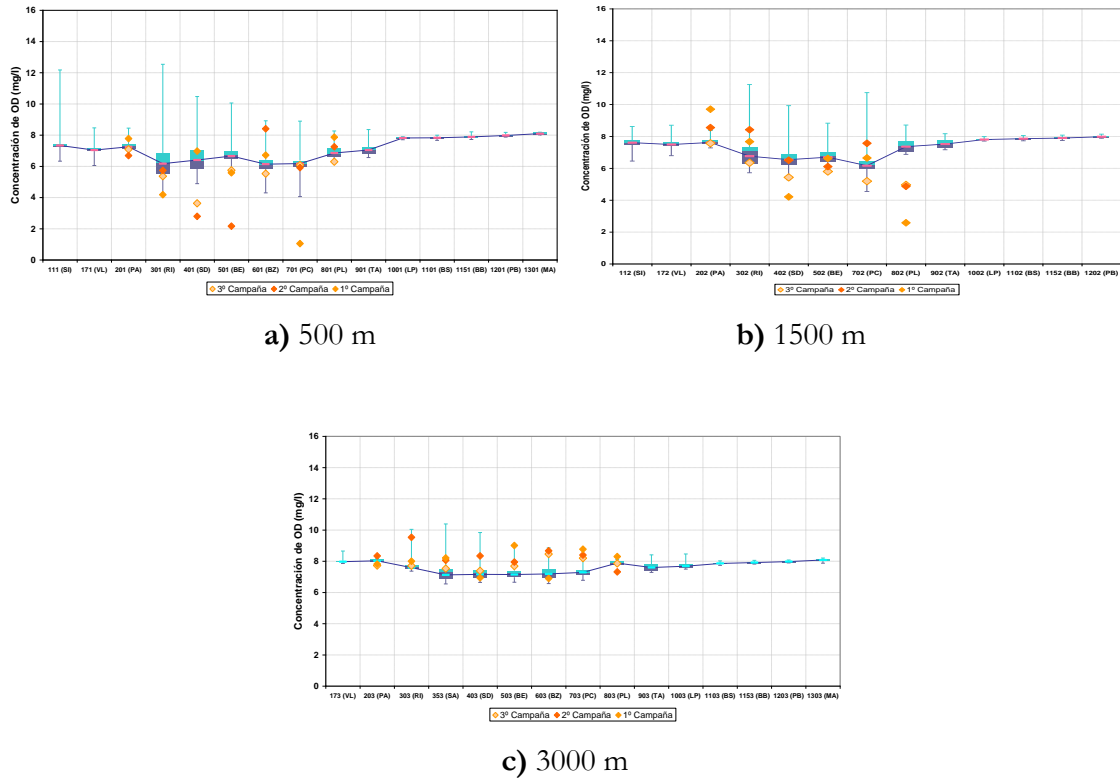 Concentración de OD (mg/l)
16
14
12
10
8
6
4
2
0
111 (SI) 171 (VL) 201 (PA) 301 (RI) 401 (SD) 501 (BE) 601 (BZ) 701 (PC) 801 (PL) 901 (TA) 1001 (LP) 1101 (BS) 1151 (BB) 1201 (PB) 1301 (MA)
3º Campaña 2º Campaña 1º Campaña
a) 500 m
Concentración de OD (mg/l)
16
14
12
10
8
6
4
2
0
112 (SI) 172 (VL) 202 (PA) 302 (RI) 402 (SD) 502 (BE) 702 (PC) 802 (PL) 902 (TA) 1002 (LP) 1102 (BS) 1152 (BB) 1202 (PB)
3º Campaña 2º Campaña 1º Campaña
b) 1500 m
Concentración de OD (mg/l)
16
14
12
10
8
6
4
2
0
173 (VL) 203 (PA) 303 (RI) 353 (SA) 403 (SD) 503 (BE) 603 (BZ) 703 (PC) 803 (PL) 903 (TA) 1003 (LP) 1103 (BS) 1153 (BB) 1203 (PB) 1303 (MA)
3º Campaña 2º Campaña 1º Campaña
c) 3000 m